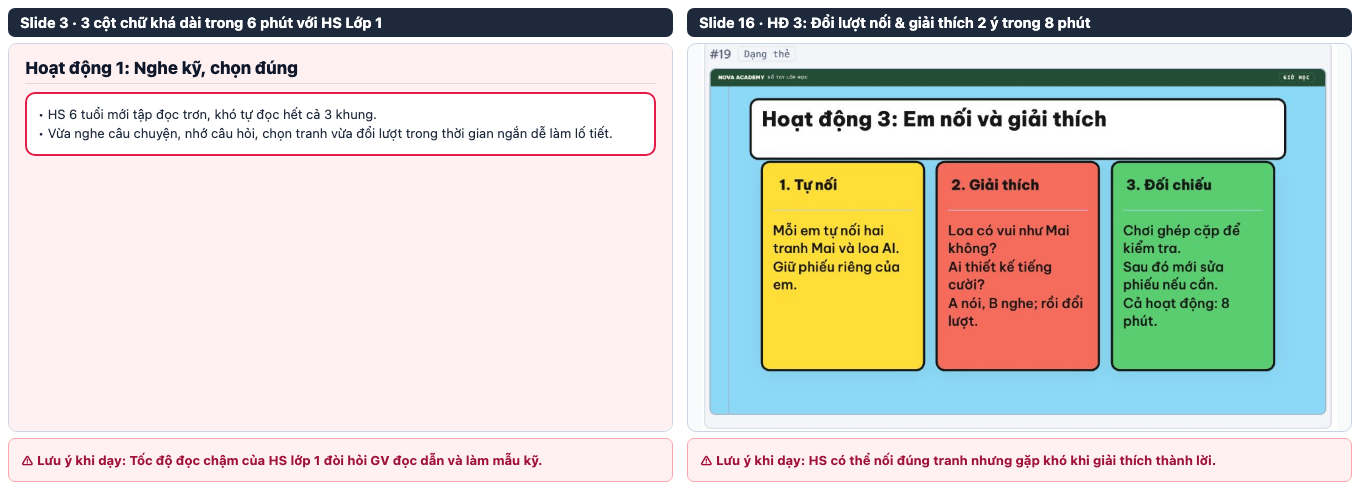 Slide 3 · 3 cột chữ khá dài trong 6 phút với HS Lớp 1
Hoạt động 1: Nghe kỹ, chọn đúng
• HS 6 tuổi mới tập đọc trơn, khó tự đọc hết cả 3 khung.
• Vừa nghe câu chuyện, nhớ câu hỏi, chọn tranh vừa đổi lượt trong thời gian ngắn dễ làm lố tiết.
⚠ Lưu ý khi dạy: Tốc độ đọc chậm của HS lớp 1 đòi hỏi GV đọc dẫn và làm mẫu kỹ.
Slide 16 · HĐ 3: Đổi lượt nối & giải thích 2 ý trong 8 phút
#19 Dạng thẻ
NOVA ACADEMY SỔ TAY LỚP HỌC GIỜ HỌC
Hoạt động 3: Em nối và giải thích
1. Tự nối
Mỗi em tự nối hai
tranh Mai và loa AI.
Giữ phiếu riêng của
em.
2. Giải thích
Loa có vui như Mai
không?
Ai thiết kế tiếng
cười?
A nói, B nghe; rồi đổi
lượt.
3. Đối chiếu
Chơi ghép cặp để
kiểm tra.
Sau đó mới sửa
phiếu nếu cần.
Cả hoạt động: 8
phút.
⚠ Lưu ý khi dạy: HS có thể nối đúng tranh nhưng gặp khó khi giải thích thành lời.